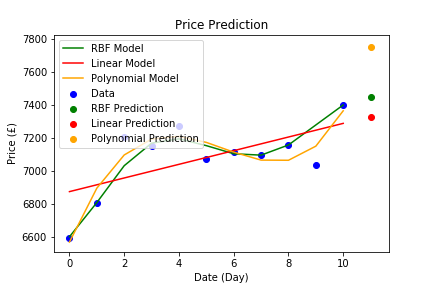 Price Prediction
7800
7600
7400
7200
7000
6800
6600
Price (£)
RBF Model
Linear Model
Polynomial Model
Data
RBF Prediction
Linear Prediction
Polynomial Prediction
0 2 4 6 8 10
Date (Day)